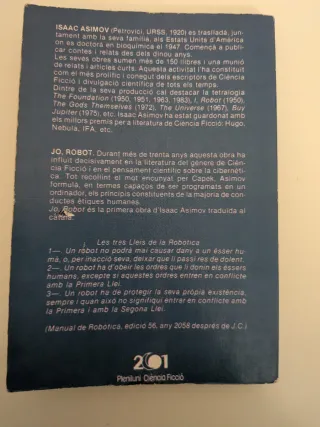 ISAAC ASIMOV (Petrovici, URSS, 1920) es traslladà, jun-
tament amb la seva família, als Estats Units d'Amèrica
on es doctorà en bioquímica el 1947. Començà a publi-
car contes i relats des dels dinou anys.
Les seves obres sumen més de 150 llibres i una munió
de relats i articles curts. Aquesta activitat l'ha constituït
com el més prolífic i conegut dels escriptors de Ciència
Ficció i divulgació científica de tots els temps.
Dintre de la seva producció cal destacar la tetralogia
The Foundation (1950, 1951, 1963, 1983), I, Robot (1950),
The Gods Themselves (1972), The Universe (1967), Buy
Jupiter (1975), etc. Isaac Asimov ha estat guardonat amb
els millors premis per a literatura de Ciència Ficció: Hugo,
Nebula, IFA, etc.
JO, ROBOT. Durant més de trenta anys aquesta obra ha
influït decisivament en la literatura del gènere de Cièn-
cia Ficció i en el pensament científic sobre la cibernèti-
ca. Tot recollint el mot encunyat per Capek, Asimov
formulà, en termes capaços de ser programats en un
ordinador, els principis constituents de la majoria de con-
ductes ètiques humanes.
Jo, Robot és la primera obra d'Isaac Asimov traduïda al
català.
Les tres Lleis de la Robòtica
1—. Un robot no podrà mai causar dany a un ésser hu-
mà, o, per inacció seva, deixar que li passi res de dolent.
2—. Un robot ha d'obeir les ordres que li donin els éssers
humans, excepte si aquestes ordres entren en conflicte
amb la Primera Llei.
3—. Un robot ha de protegir la seva pròpia existència,
sempre i quan això no signifiqui entrar en conflicte amb
la Primera i amb la Segona Llei.
(Manual de Robòtica, edició 56, any 2058 després de J.C.)
2001
Pleniluni Ciència Ficció